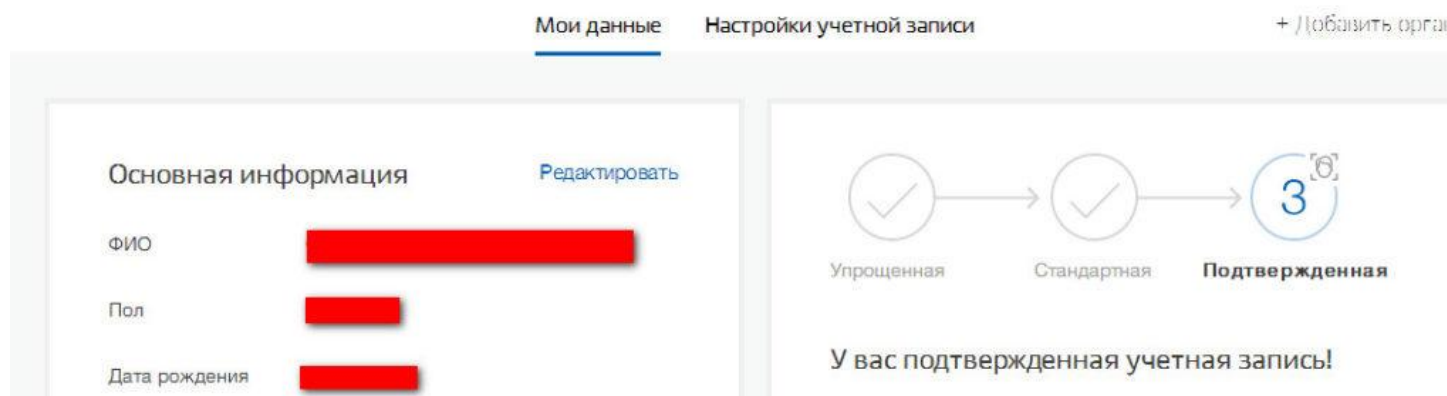 Мои данные Настройки учетной записи + Добавить орган
Основная информация Редактировать
ФИО
Пол
Дата рождения
3
Упрощенная Стандартная Подтвержденная
У вас подтвержденная учетная запись!